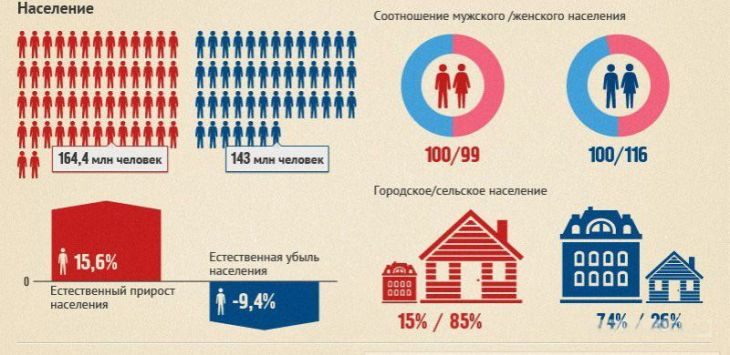 Население
164,4 млн человек
143 млн человек
15,6%
0
Естественный прирост
населения
Естественная убыль
населения
-9,4%
Соотношение мужского /женского населения
100/99
100/116
Городское/сельское население
15% / 85%
74% / 26%